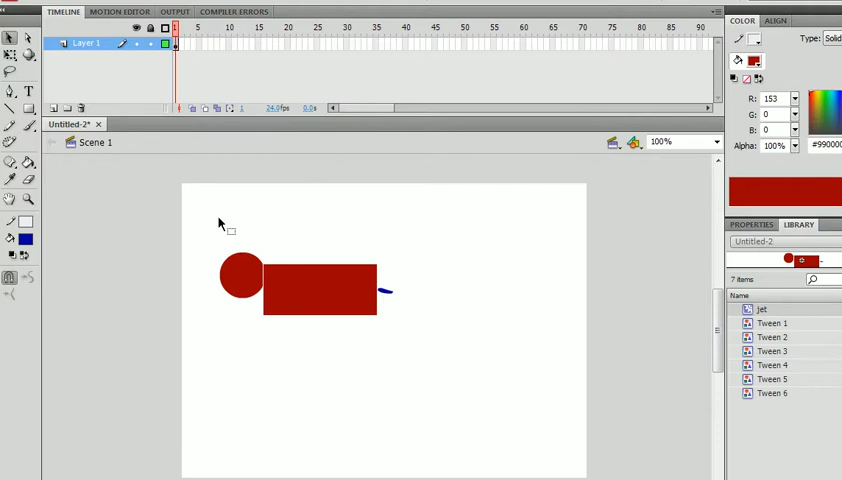 TIMELINE MOTION EDITOR OUTPUT COMPILER ERRORS
1 5 10 15 20 25 30 35 40 45 50 55 60 65 70 75 80 85 90
Layer 1
1 24.0fps 0.0s
Untitled-2* ×
Scene 1 100%
COLOR ALIGN
Type: Solid
R: 153
G: 0
B: 0
Alpha: 100% #990000
PROPERTIES LIBRARY
Untitled-2
7 items
Name
jet
Tween 1
Tween 2
Tween 3
Tween 4
Tween 5
Tween 6